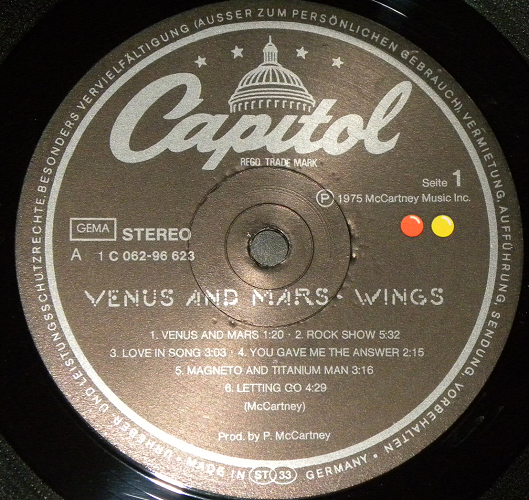 URHEBER- UND LEISTUNGSSCHUTZRECHTE, BESONDERS VERVIELFÄLTIGUNG (AUSSER ZUM PERSÖNLICHEN GEBRAUCH), VERMIETUNG, AUFFÜHRUNG, SENDUNG, VORBEHALTEN
Capitol
REGD. TRADE MARK
Seite 1
Ⓟ 1975 McCartney Music Inc.
GEMA STEREO
A 1 C 062-96 623
VENUS AND MARS · WINGS
1. VENUS AND MARS 1:20 · 2. ROCK SHOW 5:32
3. LOVE IN SONG 3:03 · 4. YOU GAVE ME THE ANSWER 2:15
5. MAGNETO AND TITANIUM MAN 3:16
6. LETTING GO 4:29
(McCartney)
Prod. by P. McCartney
· MADE IN ST 33 GERMANY ·